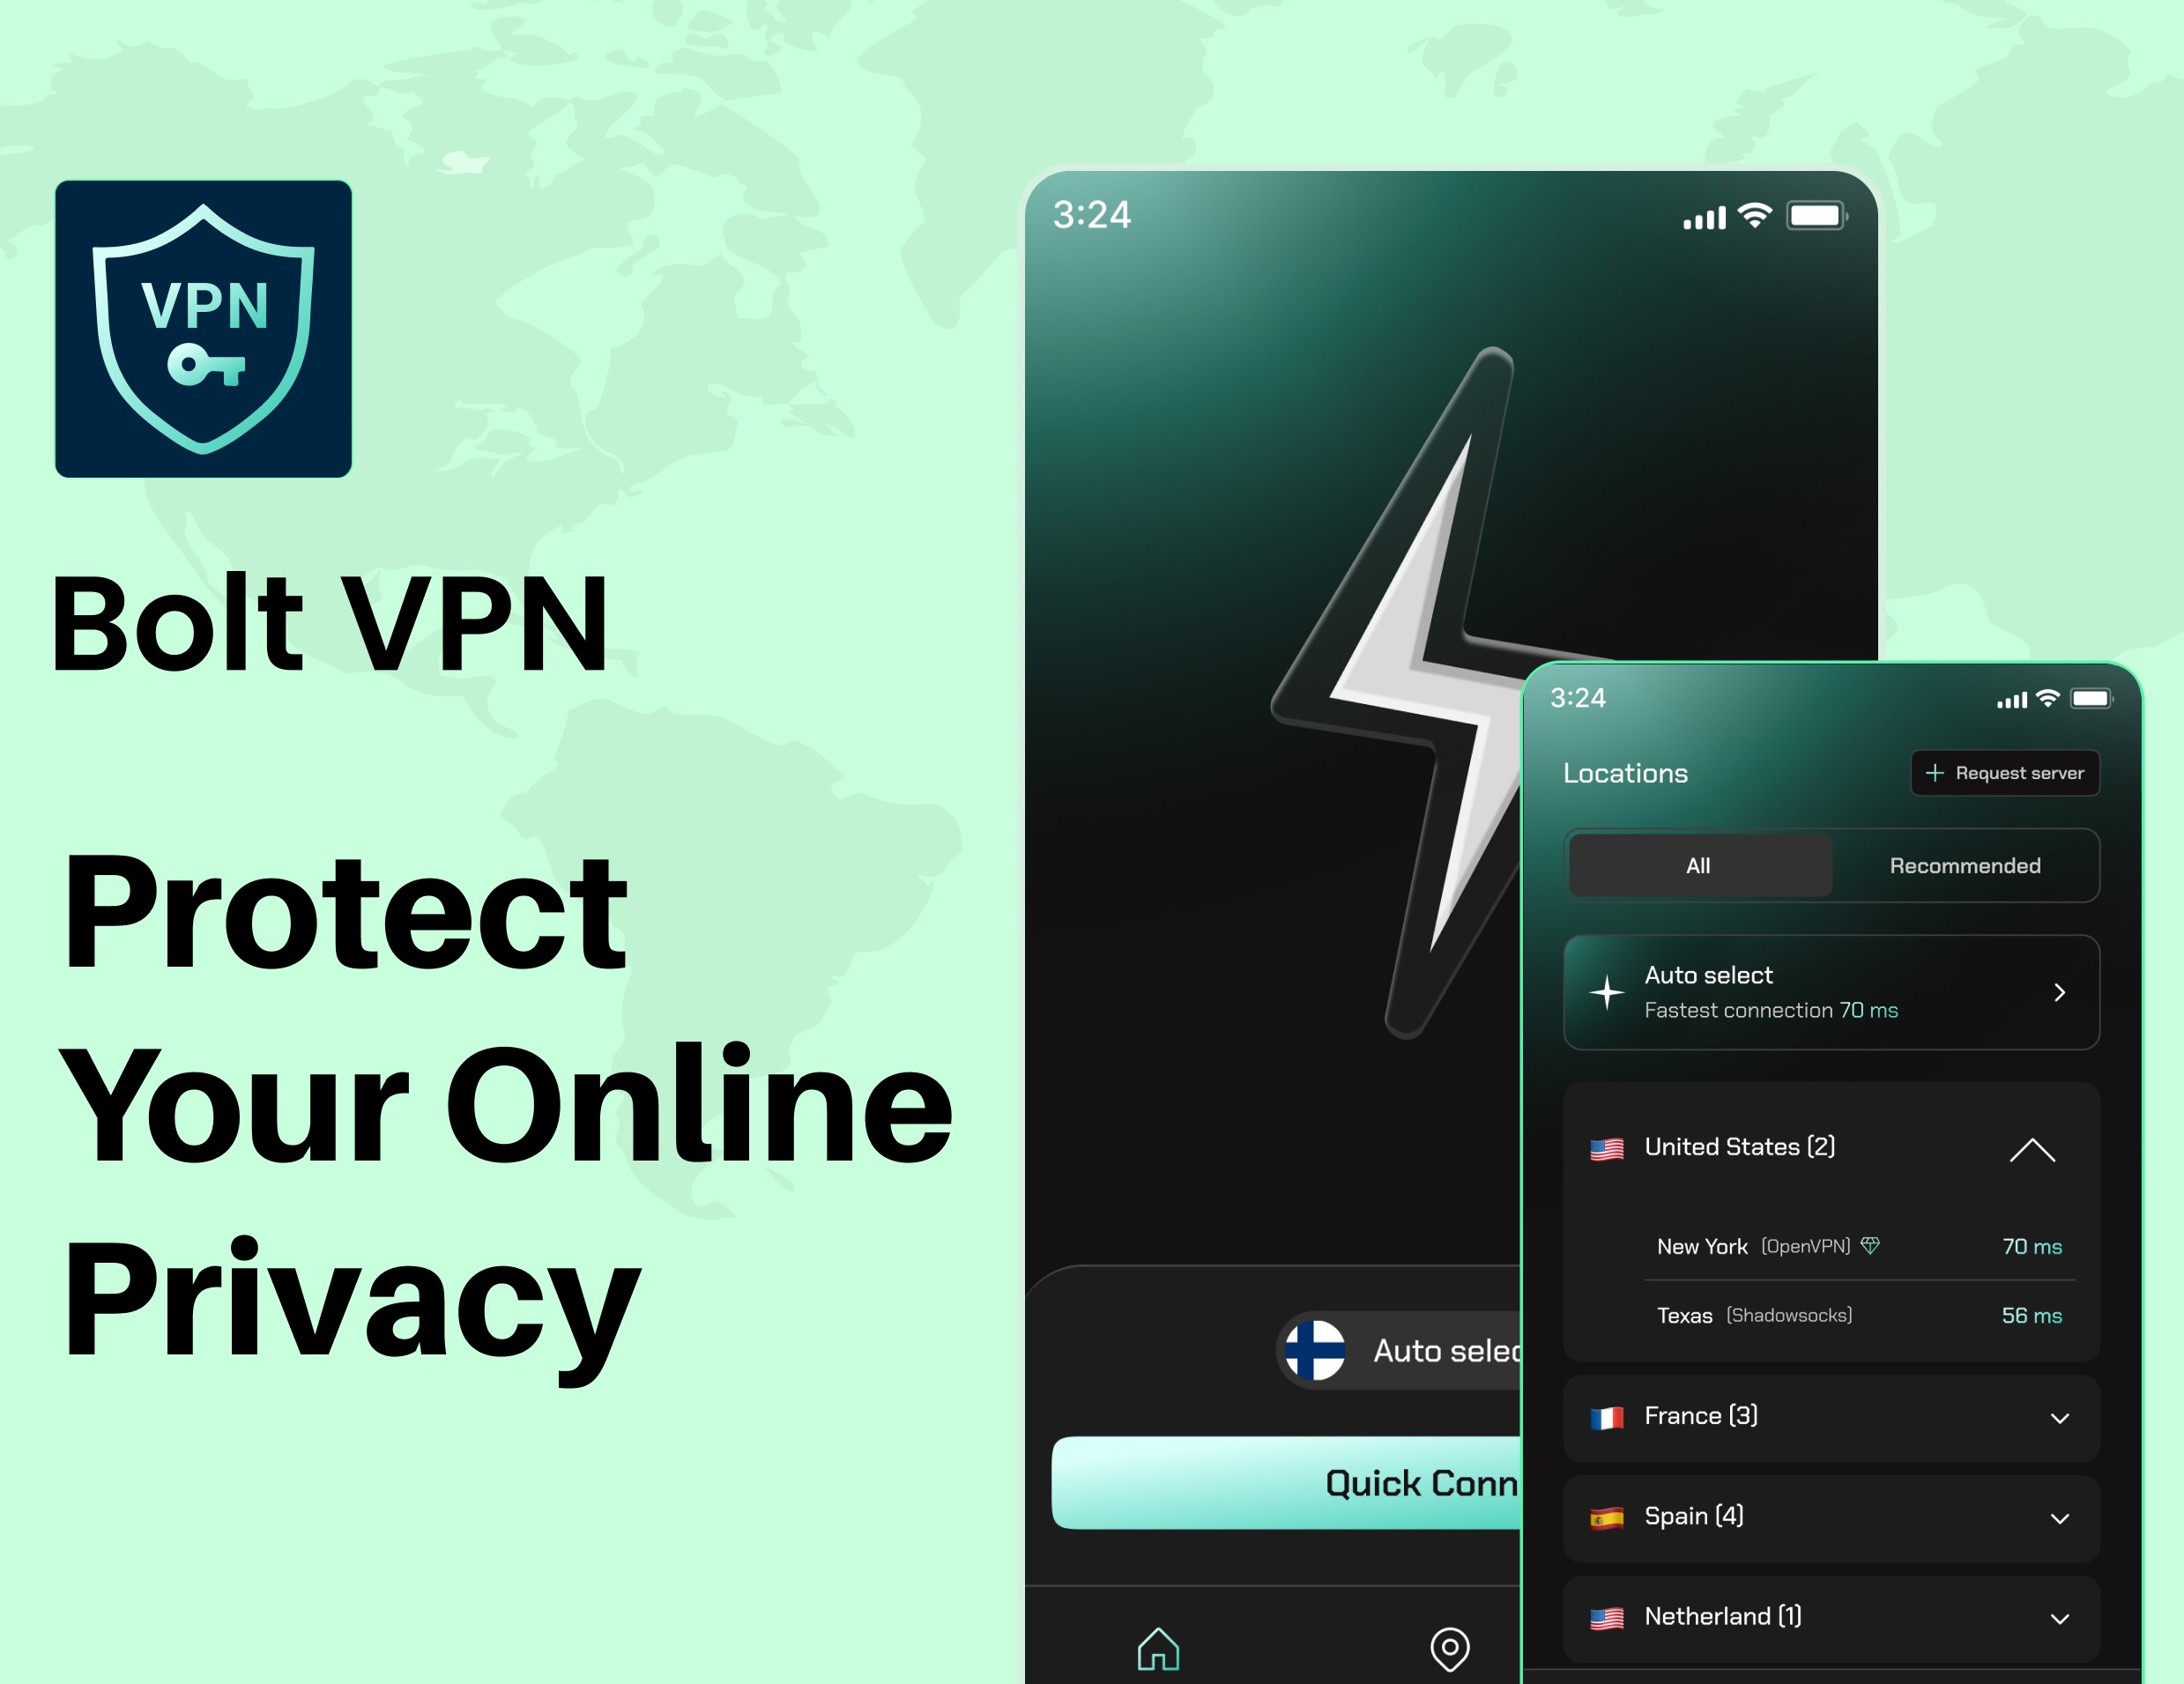 VPN
Bolt VPN
Protect
Your Online
Privacy
3:24
Auto selec
Quick Conn
3:24
Locations
Request server
All
Recommended
Auto select
Fastest connection 70 ms
United States (2)
New York (OpenVPN) 70 ms
Texas (Shadowsocks) 56 ms
France (3)
Spain (4)
Netherland (1)